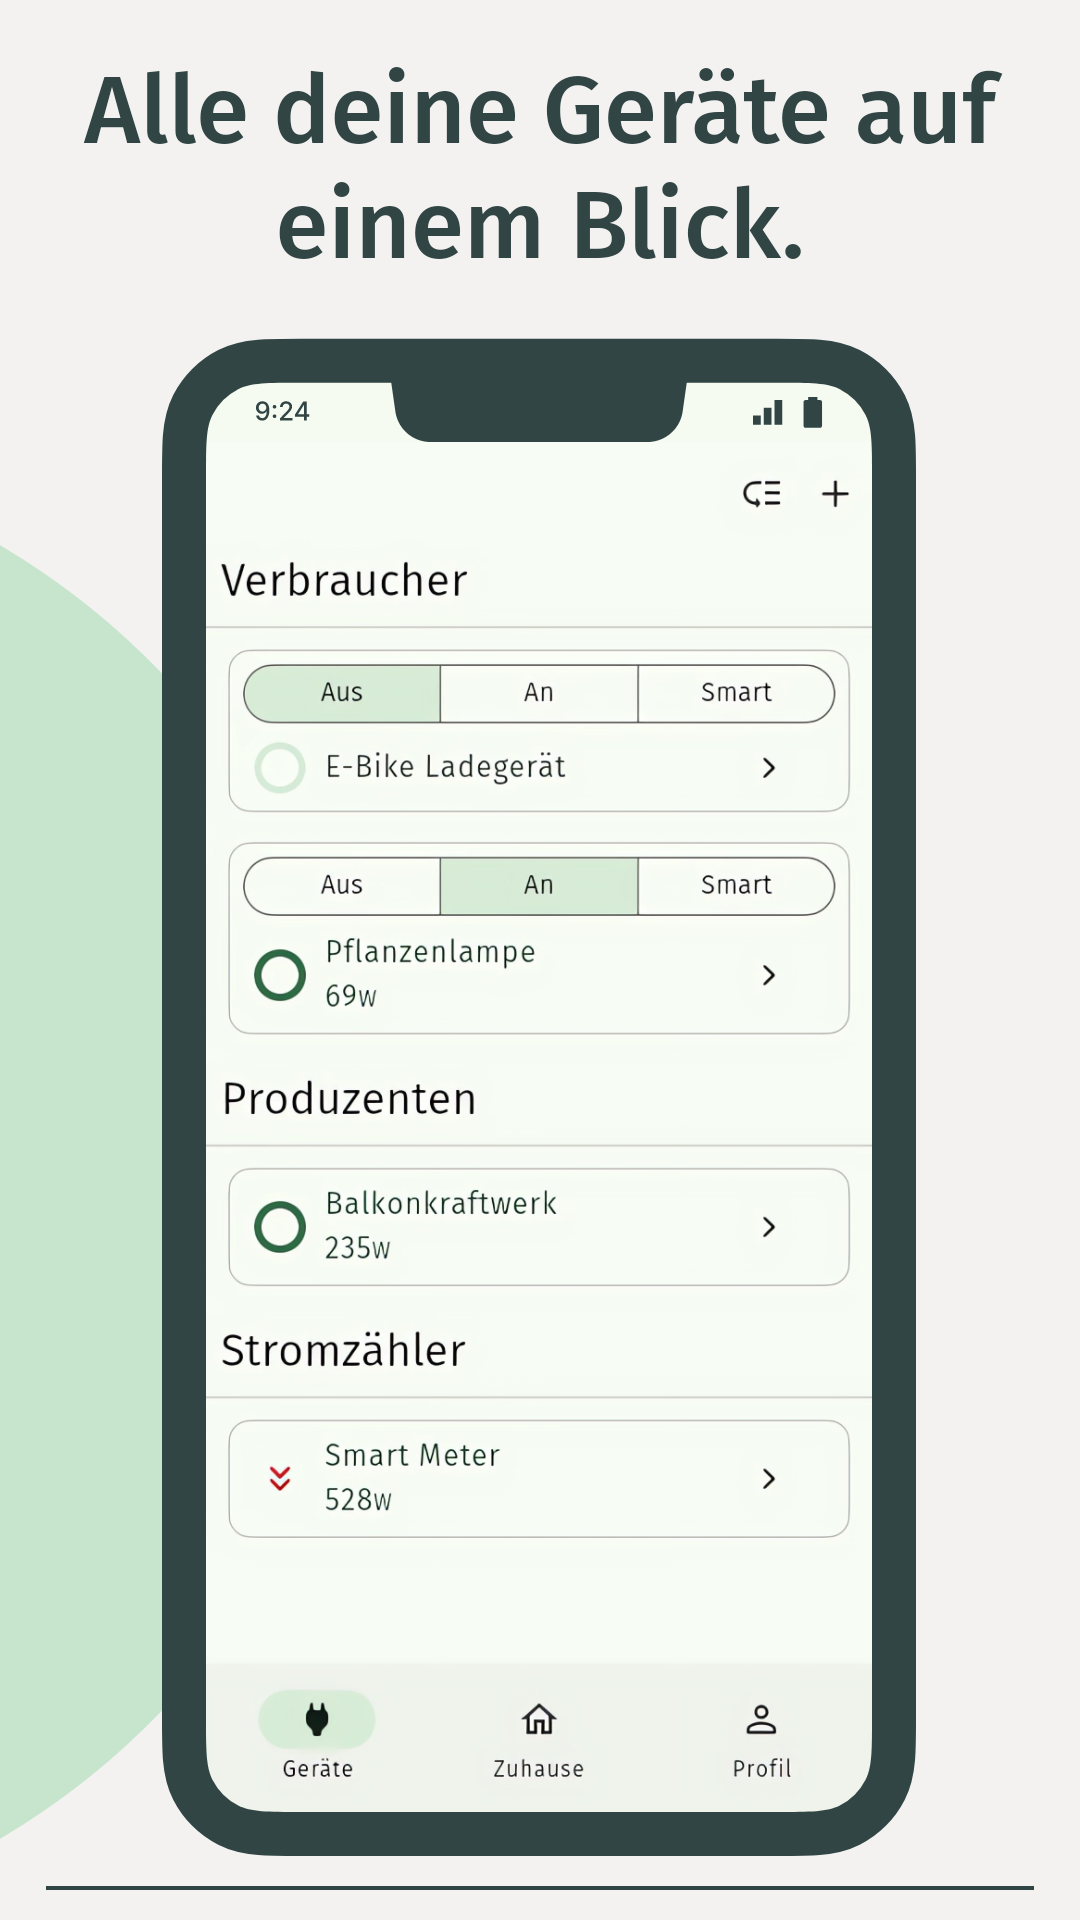 Alle deine Geräte auf
einem Blick.
9:24
Verbraucher
Aus An Smart
E-Bike Ladegerät
Aus An Smart
Pflanzenlampe
69w
Produzenten
Balkonkraftwerk
235w
Stromzähler
Smart Meter
528w
Geräte Zuhause Profil